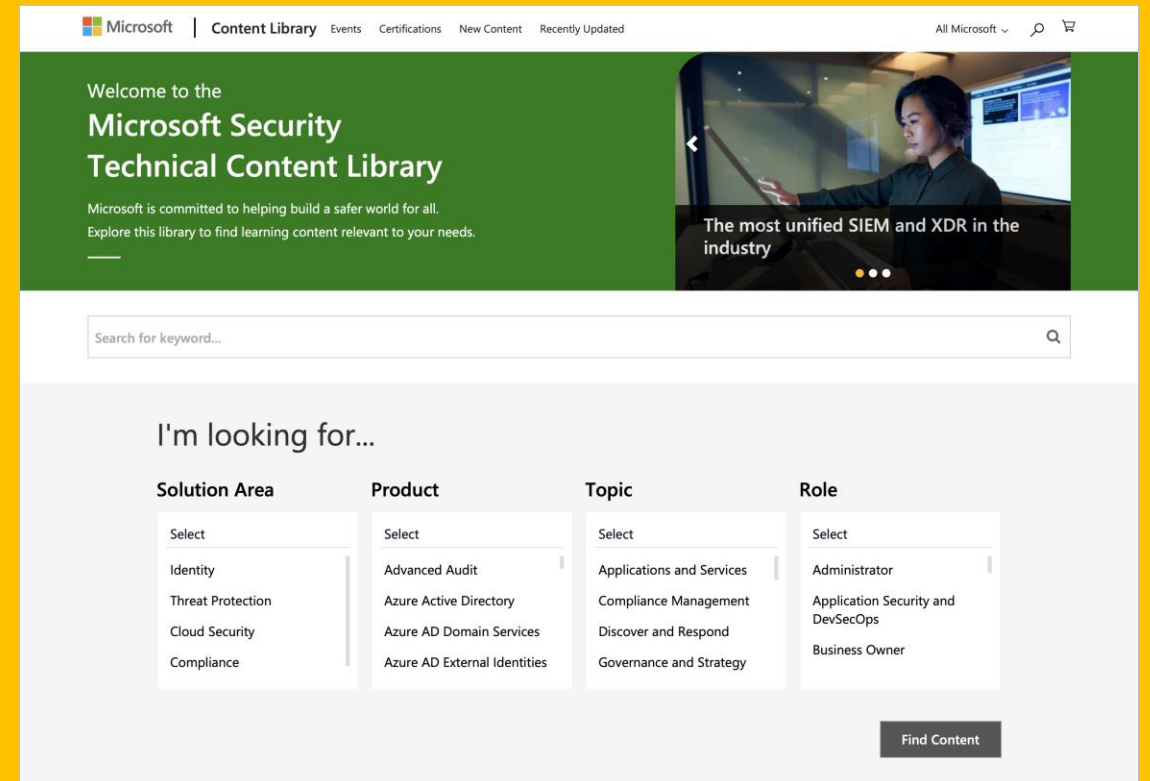 Microsoft Content Library Events Certifications New Content Recently Updated All Microsoft
Welcome to the
Microsoft Security
Technical Content Library
Microsoft is committed to helping build a safer world for all.
Explore this library to find learning content relevant to your needs.
The most unified SIEM and XDR in the
industry
Search for keyword...
I'm looking for...
Solution Area
Select
Identity
Threat Protection
Cloud Security
Compliance
Product
Select
Advanced Audit
Azure Active Directory
Azure AD Domain Services
Azure AD External Identities
Topic
Select
Applications and Services
Compliance Management
Discover and Respond
Governance and Strategy
Role
Select
Administrator
Application Security and
DevSecOps
Business Owner
Find Content